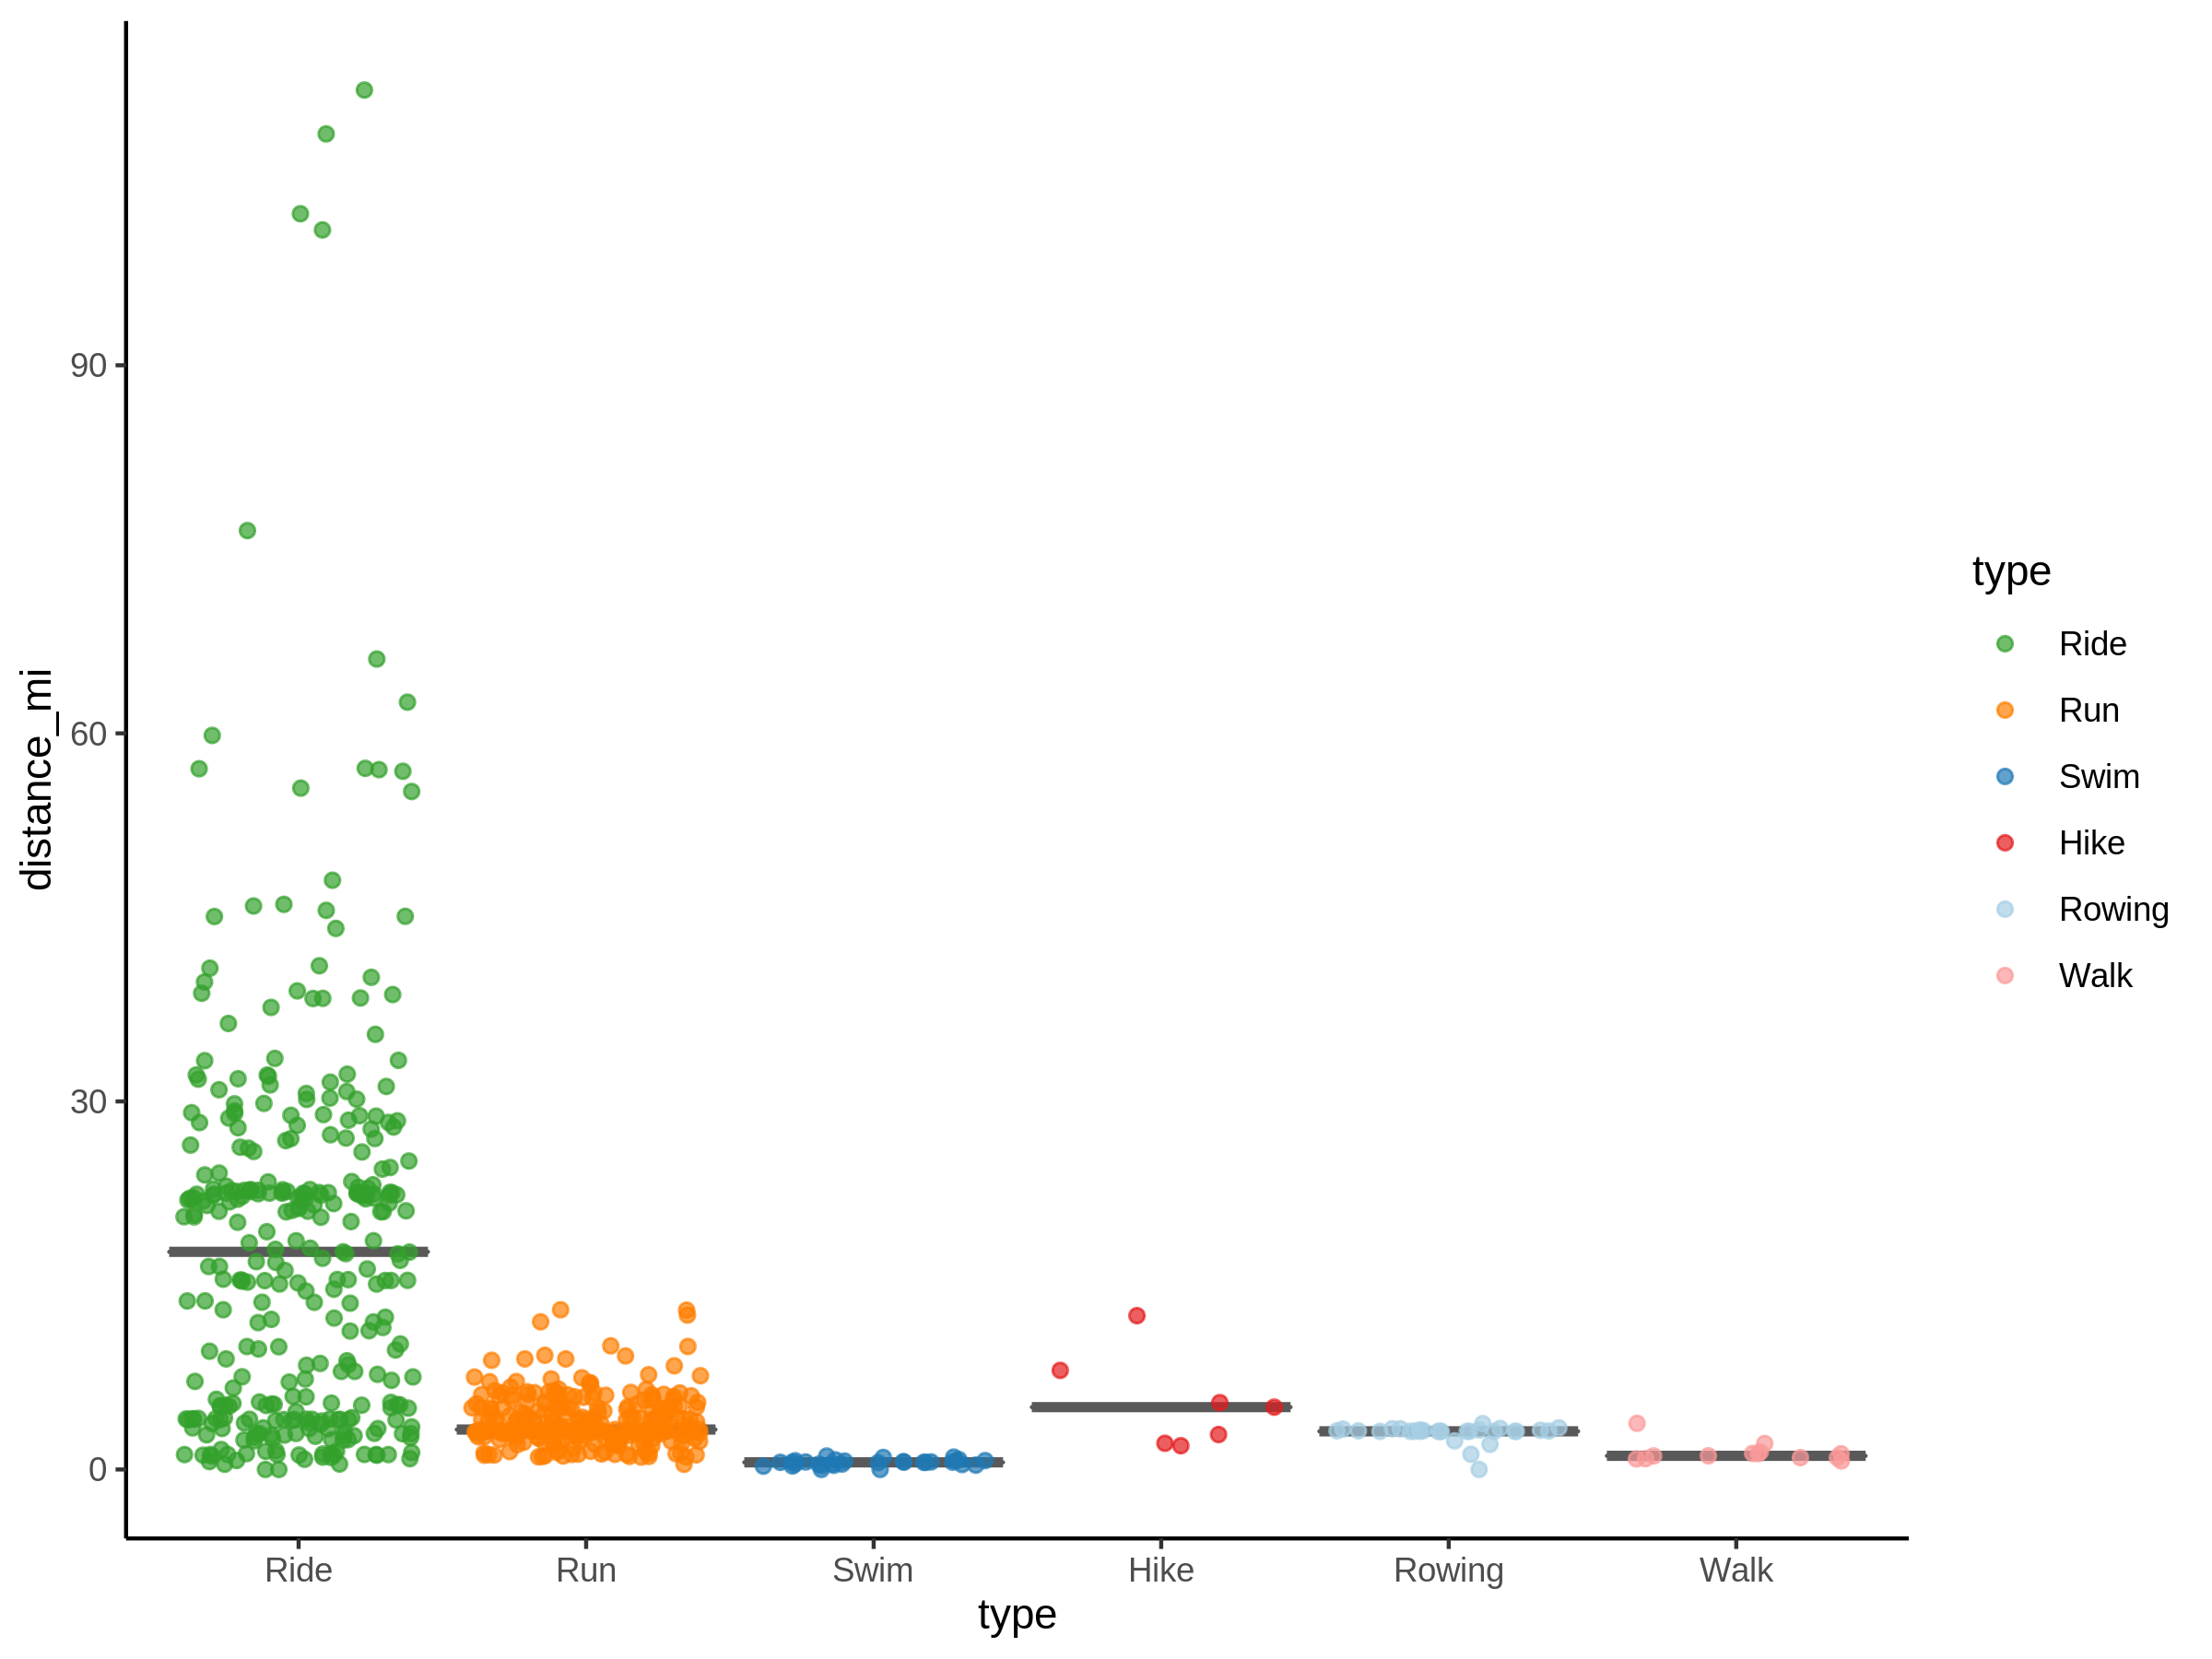 distance_mi
90
60
30
0
Ride Run Swim Hike Rowing Walk
type
type
Ride
Run
Swim
Hike
Rowing
Walk